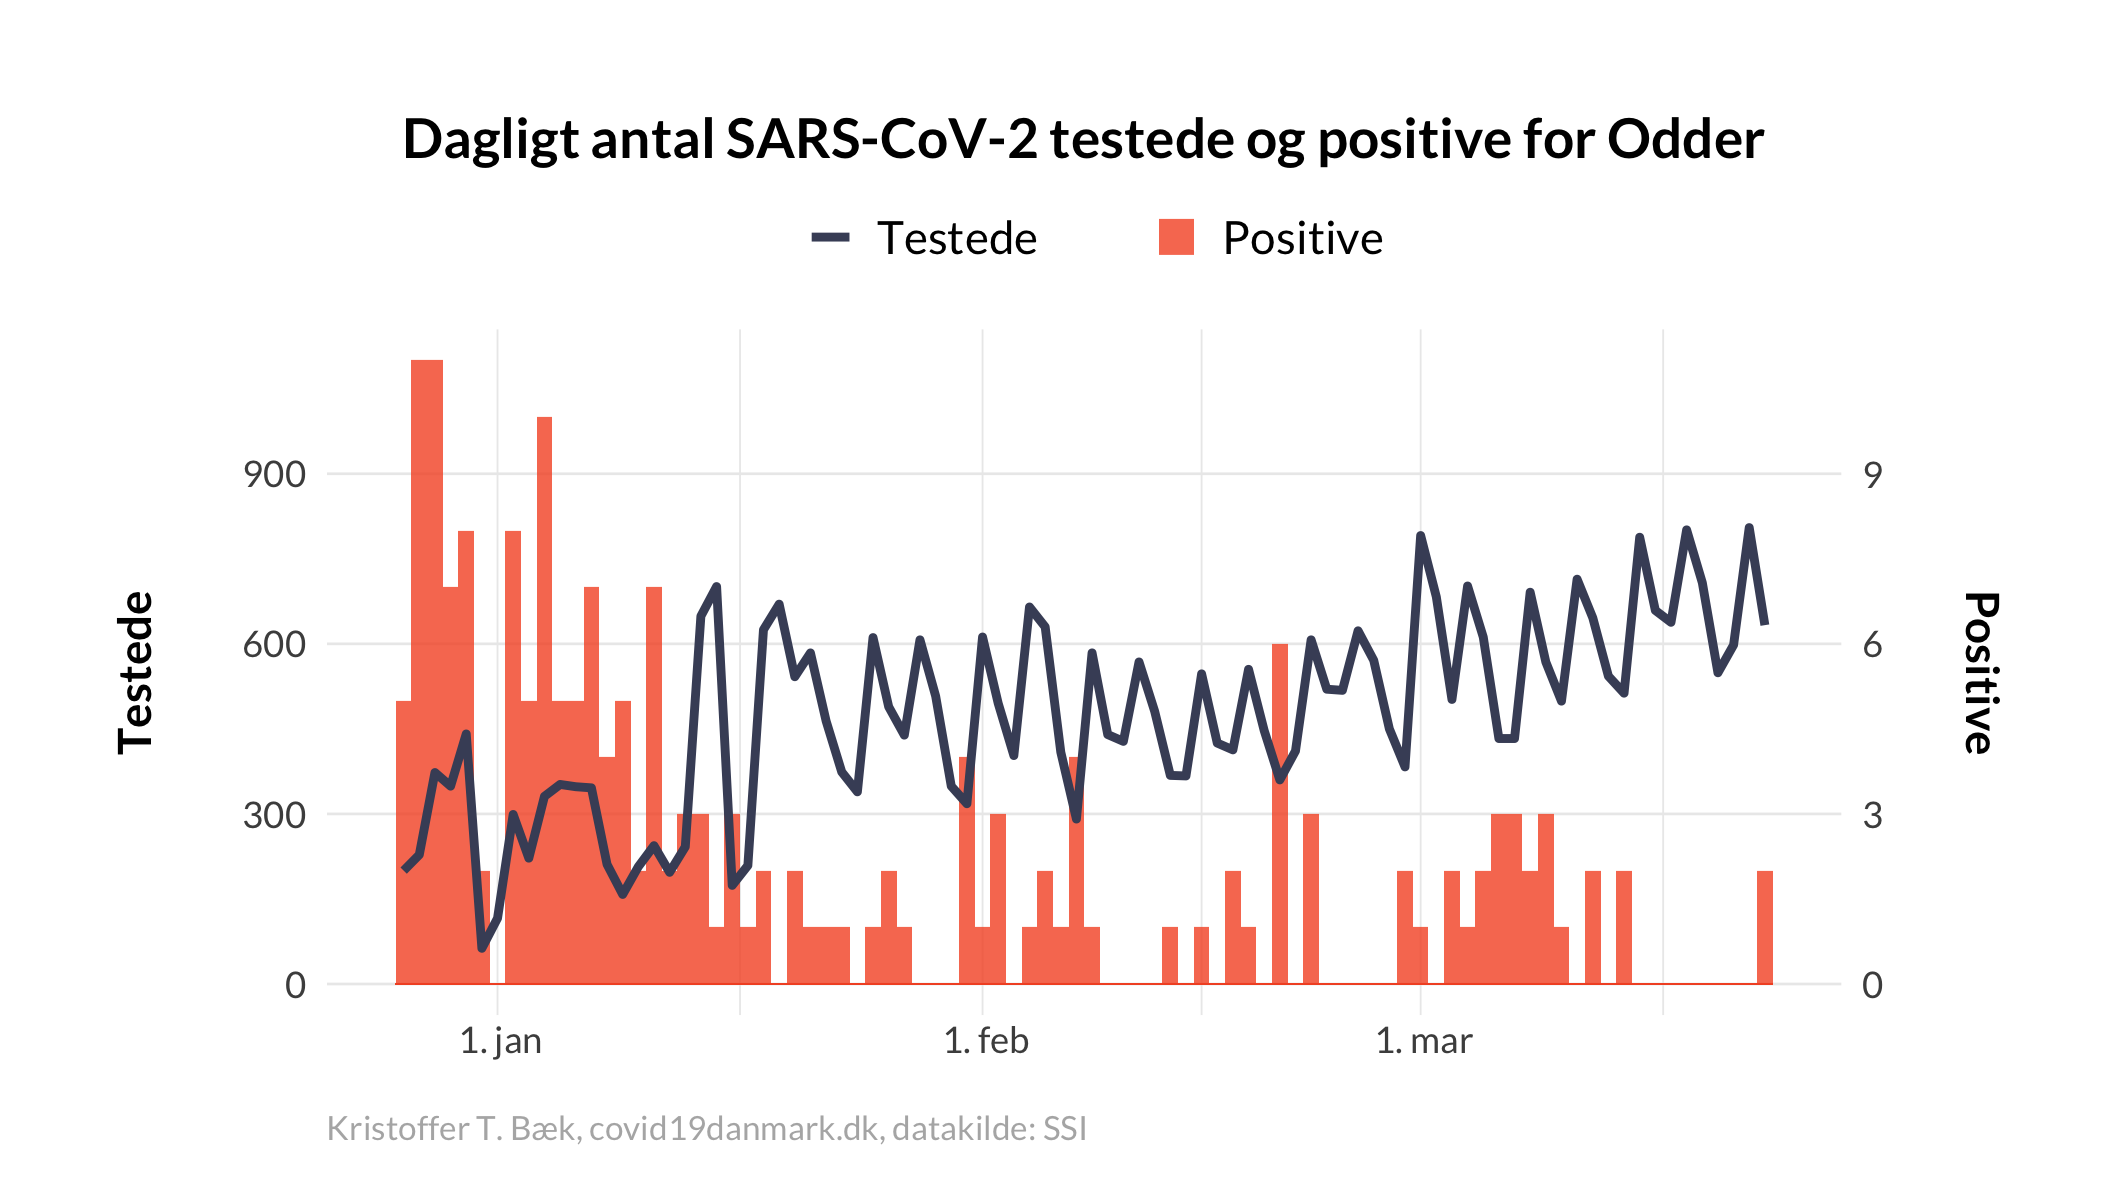 Dagligt antal SARS-CoV-2 testede og positive for Odder
Testede
Positive
Testede
900
600
300
0
9
6
3
0
Positive
1. jan
1. feb
1. mar
Kristoffer T. Bæk, covid19danmark.dk, datakilde: SSI